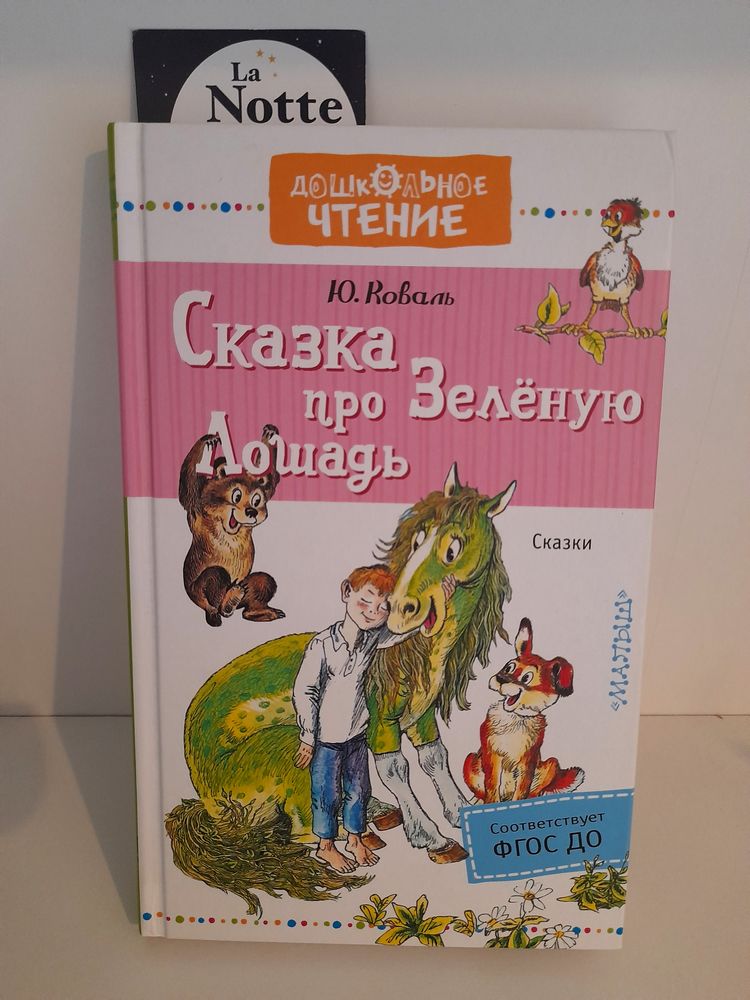 La
Notte
ДОШКОЛЬНОЕ
ЧТЕНИЕ
Ю. Коваль
Сказка
про Зелёную
Лошадь
Сказки
«МАЛЫШ»
Соответствует
ФГОС ДО